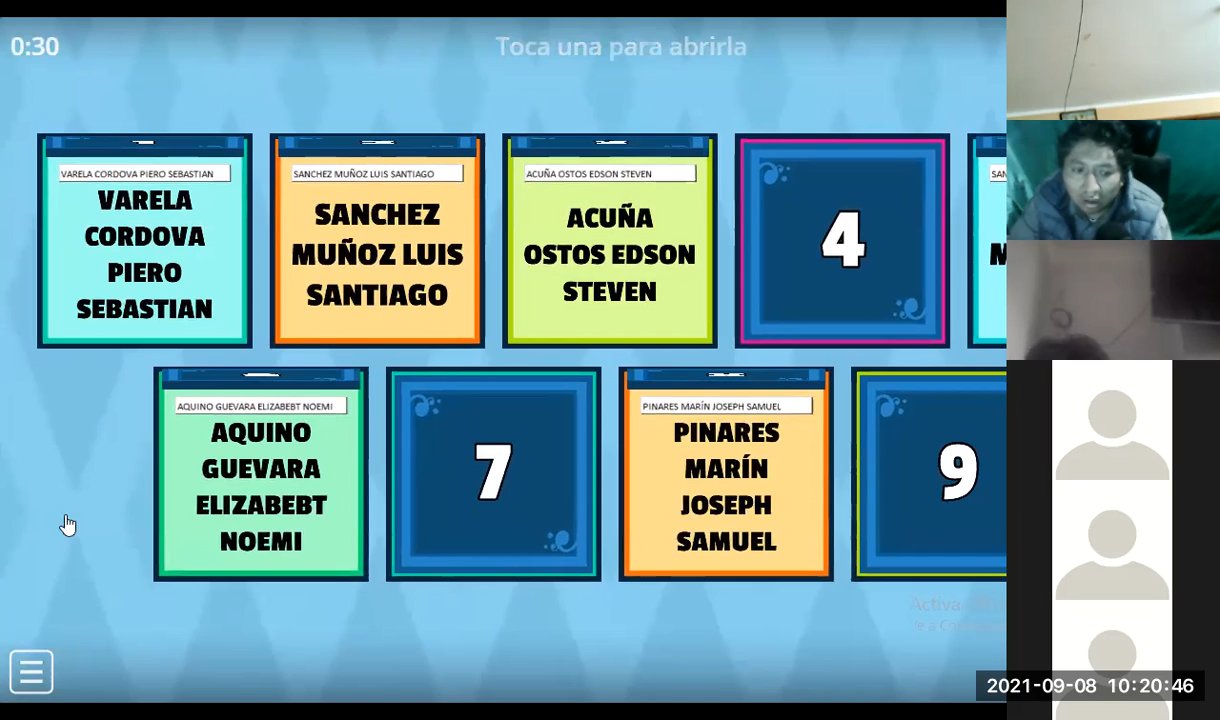 0:30
Toca una para abrirla
VARELA CORDOVA PIERO SEBASTIAN
VARELA
CORDOVA
PIERO
SEBASTIAN
SANCHEZ MUÑOZ LUIS SANTIAGO
SANCHEZ
MUÑOZ LUIS
SANTIAGO
ACUÑA OSTOS EDSON STEVEN
ACUÑA
OSTOS EDSON
STEVEN
4
SAN
M
AQUINO GUEVARA ELIZABEBT NOEMI
AQUINO
GUEVARA
ELIZABEBT
NOEMI
7
PINARES MARÍN JOSEPH SAMUEL
PINARES
MARÍN
JOSEPH
SAMUEL
9
Activa
2021-09-08 10:20:46